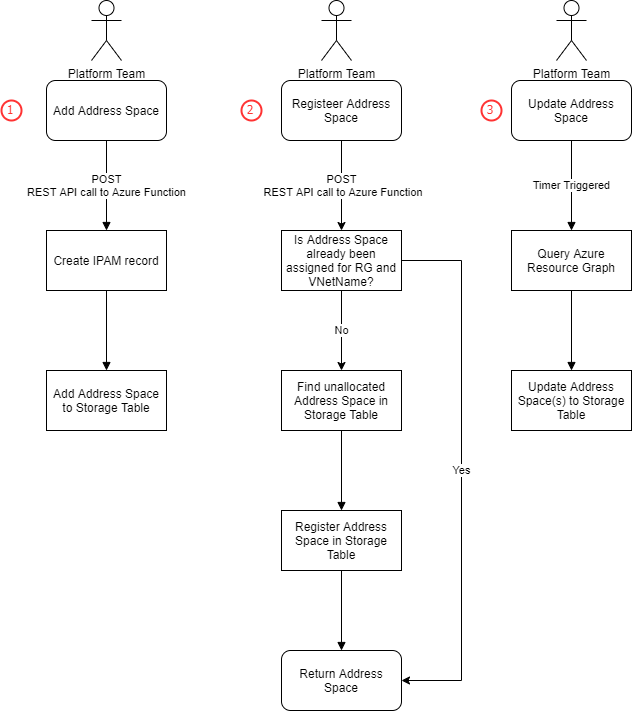 Platform Team
1
Add Address Space
POST
REST API call to Azure Function
Create IPAM record
Add Address Space
to Storage Table
Platform Team
2
Registeer Address
Space
POST
REST API call to Azure Function
Is Address Space
already been
assigned for RG and
VNetName?
No
Yes
Find unallocated
Address Space in
Storage Table
Register Address
Space in Storage
Table
Return Address
Space
Platform Team
3
Update Address
Space
Timer Triggered
Query Azure
Resource Graph
Update Address
Space(s) to Storage
Table